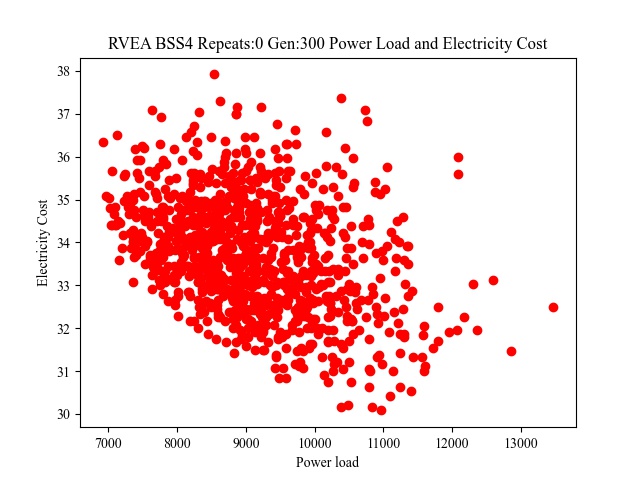 RVEA BSS4 Repeats:0 Gen:300 Power Load and Electricity Cost
38
37
36
35
34
33
32
31
30
Electricity Cost
7000 8000 9000 10000 11000 12000 13000
Power load